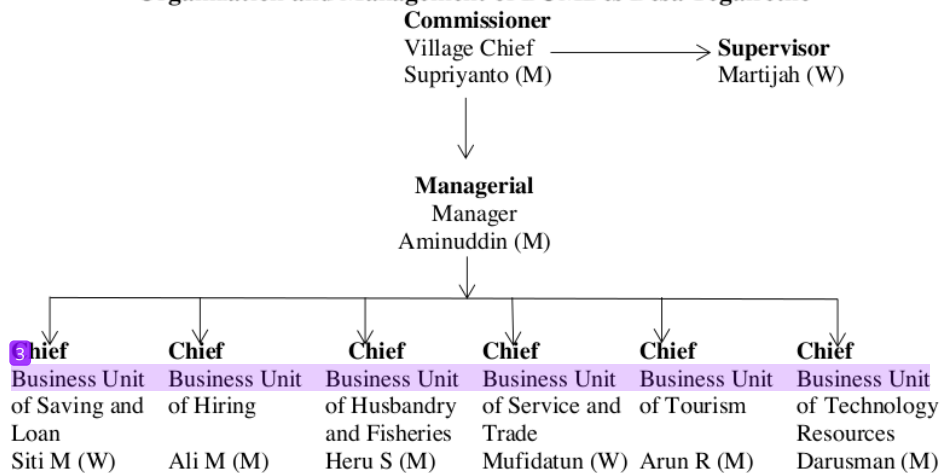 Commissioner
Village Chief
Supriyanto (M)
Supervisor
Martijah (W)
Managerial
Manager
Aminuddin (M)
3
Chief Chief Chief Chief Chief Chief
Business Unit Business Unit Business Unit Business Unit Business Unit Business Unit
of Saving and of Hiring of Husbandry of Service and of Tourism of Technology
Loan and Fisheries Trade Resources
Siti M (W) Ali M (M) Heru S (M) Mufidatun (W) Arun R (M) Darusman (M)